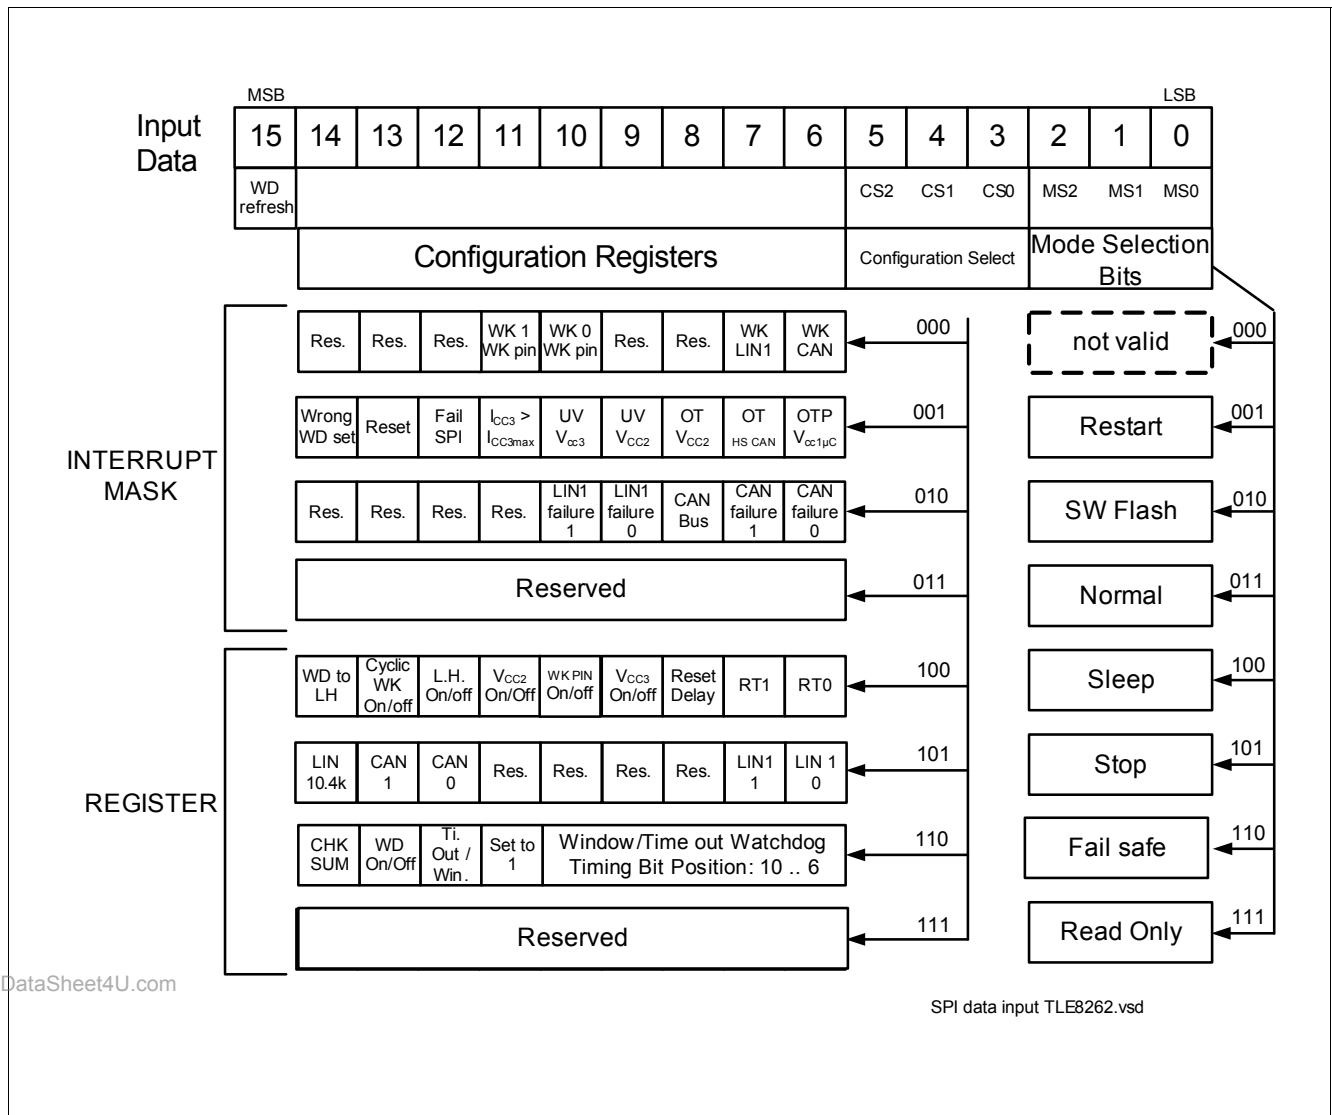 MSB LSB
Input Data 15 14 13 12 11 10 9 8 7 6 5 4 3 2 1 0
WD refresh CS2 CS1 CS0 MS2 MS1 MS0
Configuration Registers Configuration Select Mode Selection Bits
INTERRUPT MASK
Res. Res. Res. WK 1 WK pin WK 0 WK pin Res. Res. WK LIN1 WK CAN 000 not valid 000
Wrong WD set Reset Fail SPI ICC3 > ICC3max UV Vcc3 UV VCC2 OT VCC2 OT HS CAN OTP Vcc1µC 001 Restart 001
Res. Res. Res. Res. LIN1 failure 1 LIN1 failure 0 CAN Bus CAN failure 1 CAN failure 0 010 SW Flash 010
Reserved 011 Normal 011
REGISTER
WD to LH Cyclic WK On/off L.H. On/off VCC2 On/Off WK PIN On/off VCC3 On/off Reset Delay RT1 RT0 100 Sleep 100
LIN 10.4k CAN 1 CAN 0 Res. Res. Res. Res. LIN1 1 LIN 1 0 101 Stop 101
CHK SUM WD On/Off Ti. Out / Win. Set to 1 Window/Time out Watchdog Timing Bit Position: 10 .. 6 110 Fail safe 110
Reserved 111 Read Only 111
DataSheet4U.com
SPI data input TLE8262.vsd